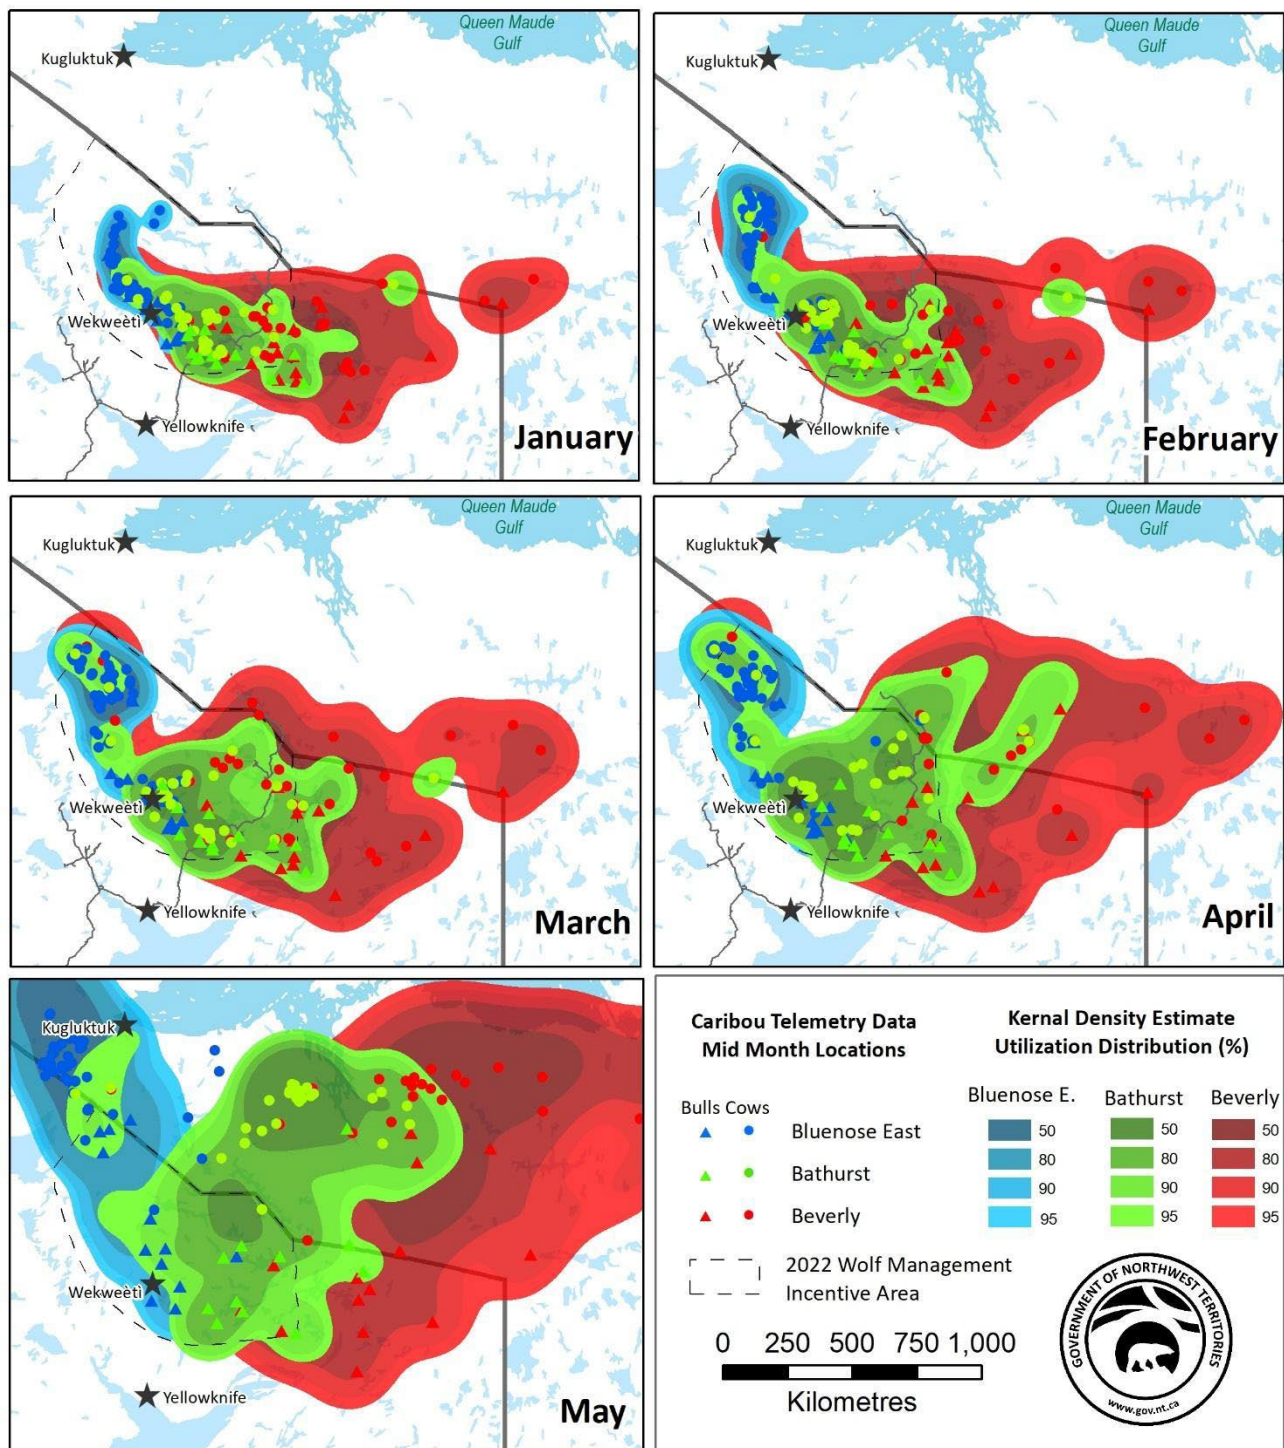 Queen Maude
Gulf
Kugluktuk
Wekweètì
Yellowknife
January
Queen Maude
Gulf
Kugluktuk
Wekweètì
Yellowknife
February
Queen Maude
Gulf
Kugluktuk
Wekweètì
Yellowknife
March
Queen Maude
Gulf
Kugluktuk
Wekweètì
Yellowknife
April
Kugluktuk
Wekweètì
Yellowknife
May
Caribou Telemetry Data
Mid Month Locations
Bulls Cows
Bluenose East
Bathurst
Beverly
2022 Wolf Management
Incentive Area
0 250 500 750 1,000
Kilometres
Kernal Density Estimate
Utilization Distribution (%)
Bluenose E. Bathurst Beverly
50 50 50
80 80 80
90 90 90
95 95 95
GOVERNMENT OF NORTHWEST TERRITORIES
www.gov.nt.ca